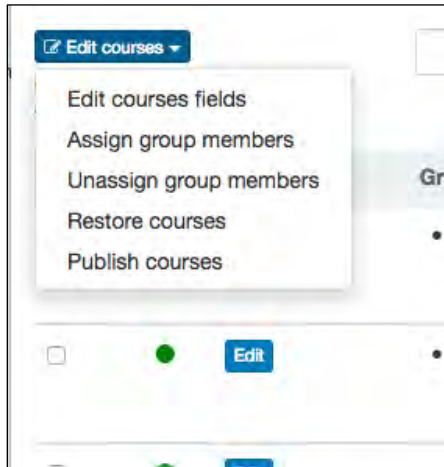 Edit courses
Edit courses fields
Assign group members
Unassign group members
Gr
Restore courses
Publish courses
Edit